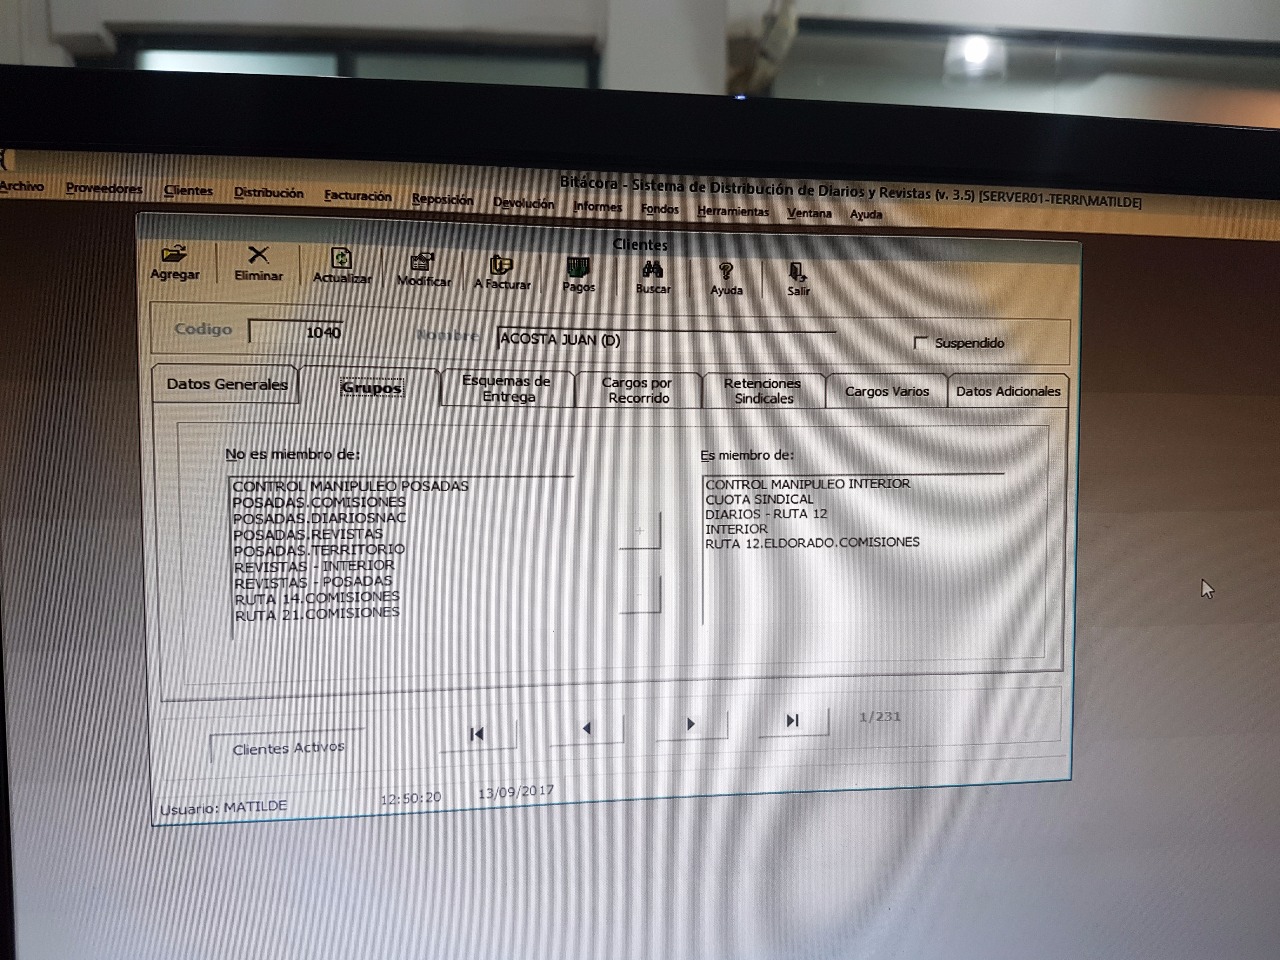 Bitácora - Sistema de Distribución de Diarios y Revistas (v. 3.5) [SERVER01-TERRI\MATILDE]
Archivo Proveedores Clientes Distribución Facturación Reposición Devolución Informes Fondos Herramientas Ventana Ayuda
Clientes
Agregar Eliminar Actualizar Modificar A Facturar Pagos Buscar Ayuda Salir
Codigo 1040 Nombre ACOSTA JUAN (D) Suspendido
Datos Generales Grupos Esquemas de Entrega Cargos por Recorrido Retenciones Sindicales Cargos Varios Datos Adicionales
No es miembro de:
CONTROL MANIPULEO POSADAS
POSADAS.COMISIONES
POSADAS.DIARIOSNAC
POSADAS.REVISTAS
POSADAS.TERRITORIO
REVISTAS - INTERIOR
REVISTAS - POSADAS
RUTA 14.COMISIONES
RUTA 21.COMISIONES
Es miembro de:
CONTROL MANIPULEO INTERIOR
CUOTA SINDICAL
DIARIOS - RUTA 12
INTERIOR
RUTA 12.ELDORADO.COMISIONES
Clientes Activos 1/231
Usuario: MATILDE 12:50:20 13/09/2017